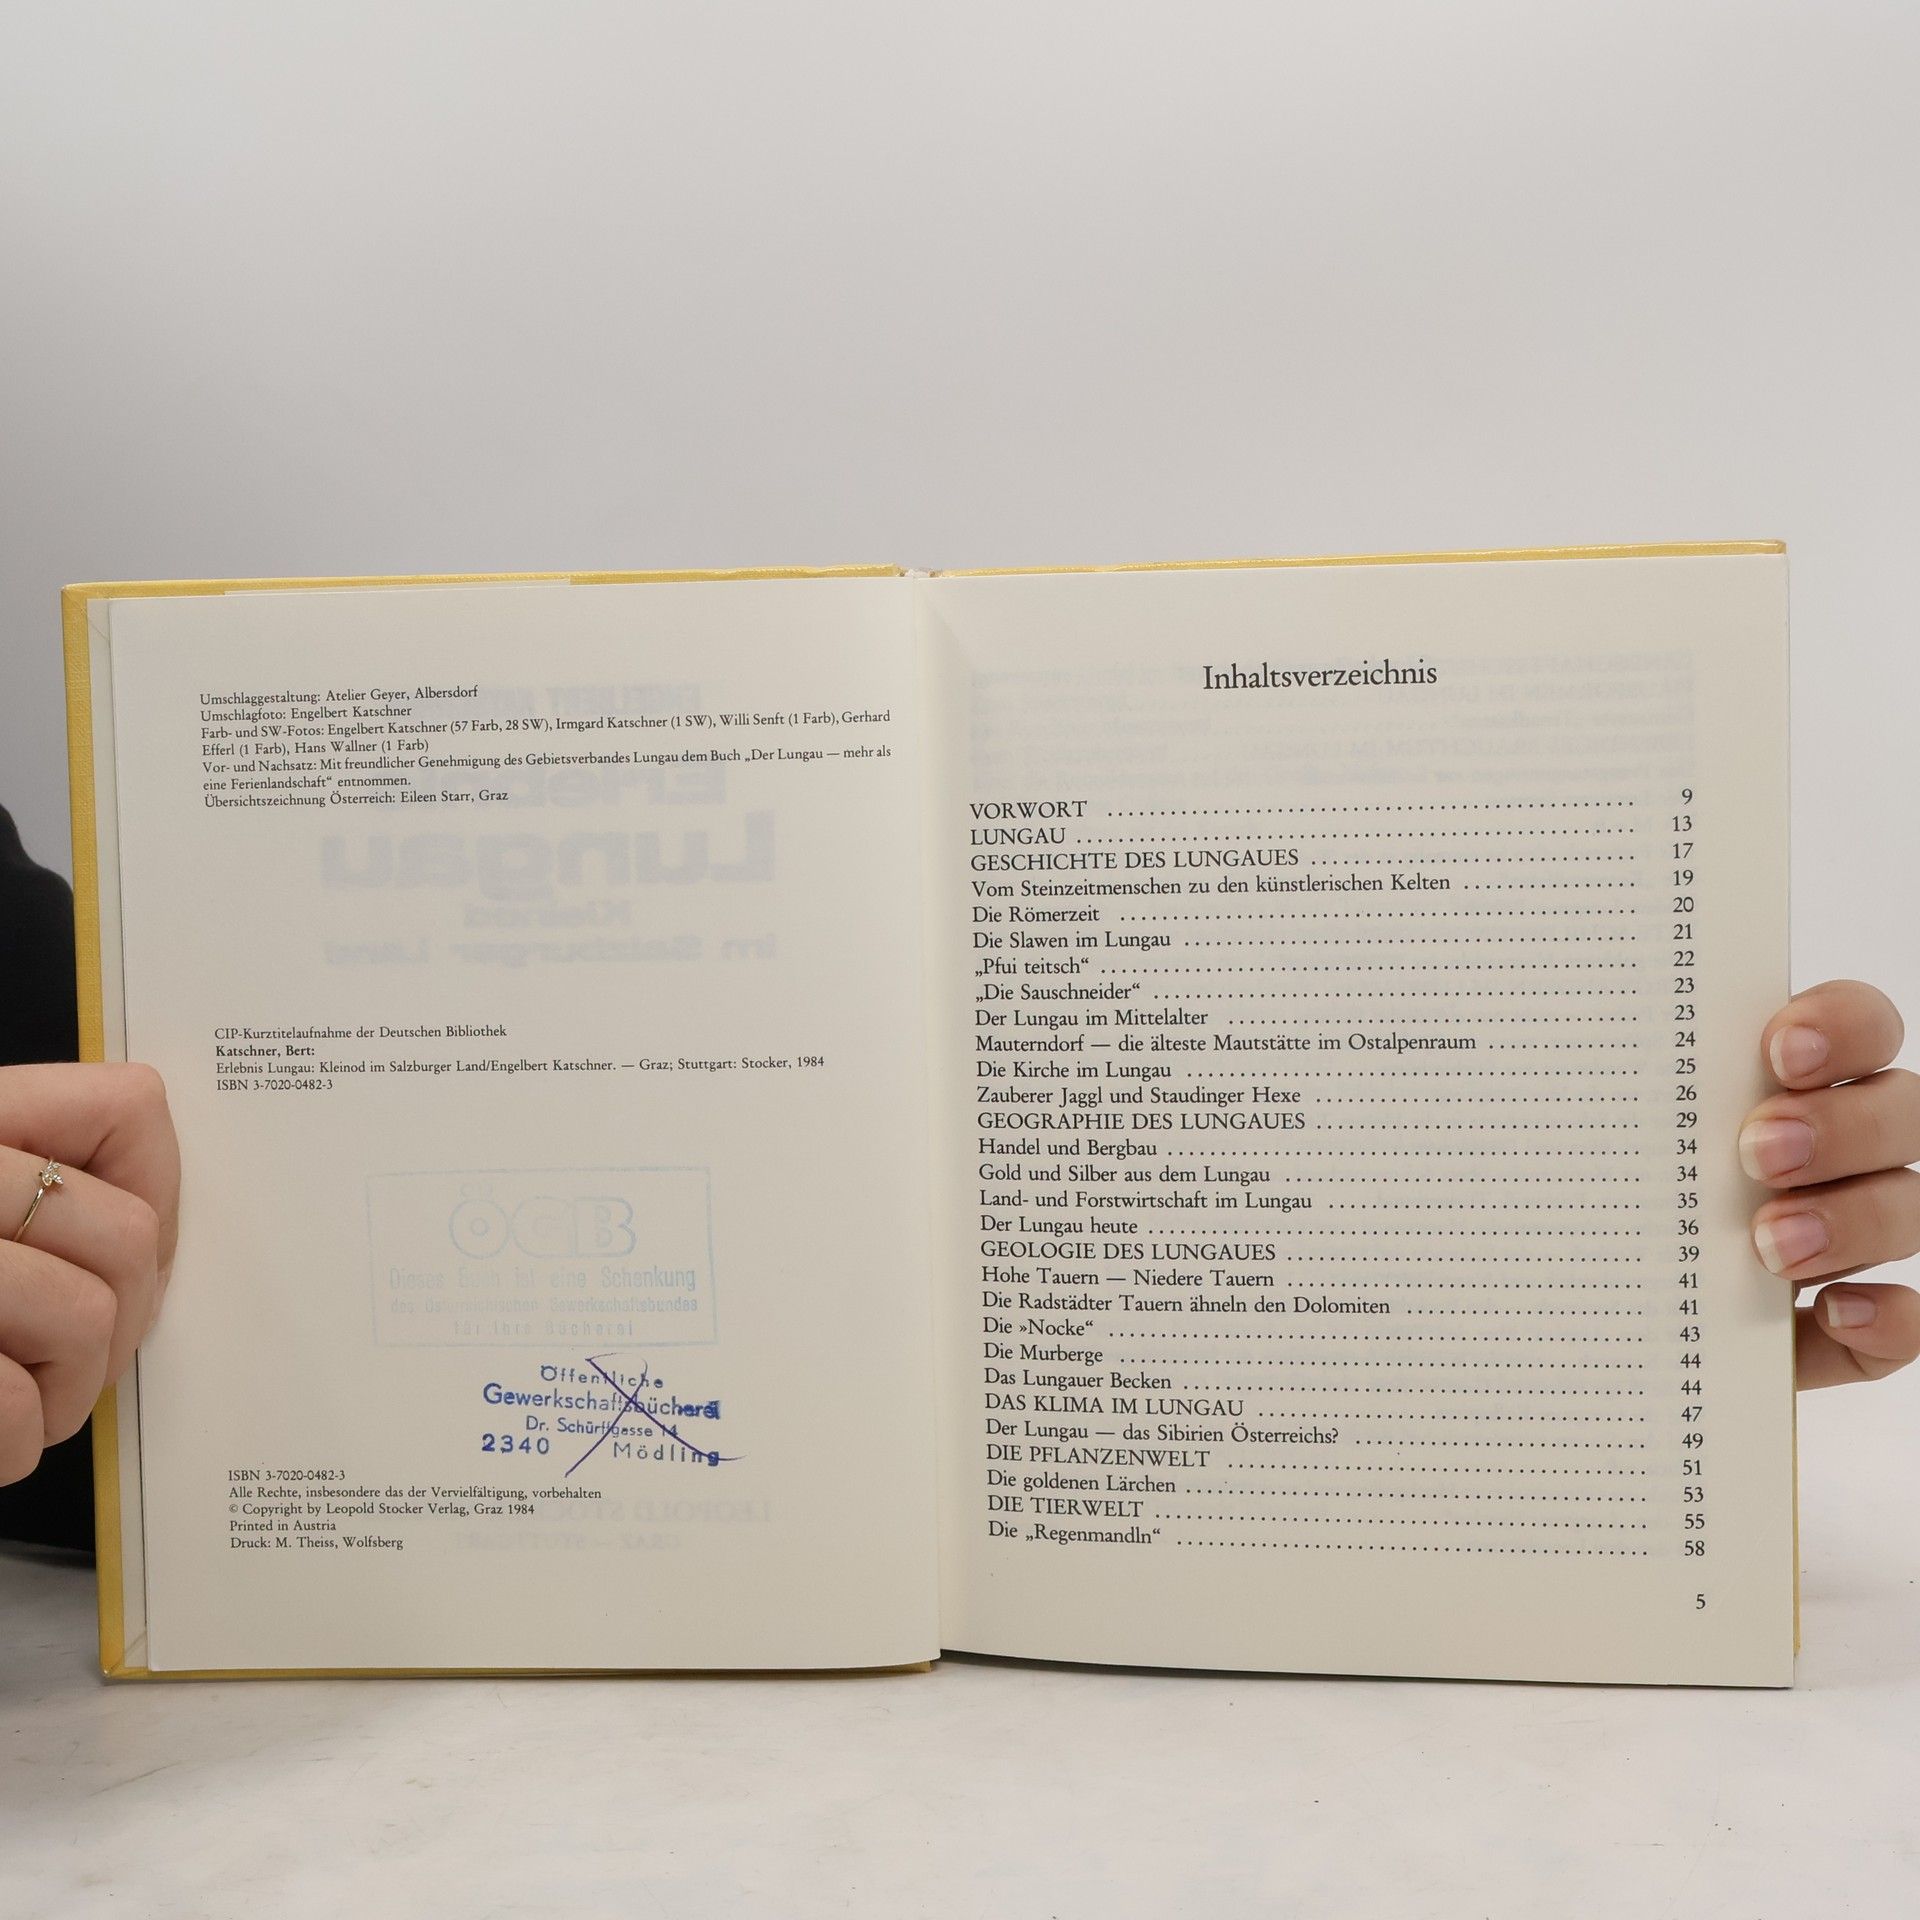 Umschlaggestaltung: Atelier Geyer, Albersdorf
Umschlagfoto: Engelbert Katschner
Farb- und SW-Fotos: Engelbert Katschner (57 Farb, 28 SW), Irmgard Katschner (1 SW), Willi Senft (1 Farb), Gerhard
Efferl (1 Farb), Hans Wallner (1 Farb)
Vor- und Nachsatz: Mit freundlicher Genehmigung des Gebietsverbandes Lungau dem Buch „Der Lungau — mehr als
eine Ferienlandschaft“ entnommen.
Übersichtszeichnung Österreich: Eileen Starr, Graz
CIP-Kurztitelaufnahme der Deutschen Bibliothek
Katschner, Bert:
Erlebnis Lungau: Kleinod im Salzburger Land/Engelbert Katschner. — Graz; Stuttgart: Stocker, 1984
ISBN 3-7020-0482-3
ÖGB
Dieses Buch ist eine Schenkung
des Österreichischen Gewerkschaftsbundes
für Ihre Bücherei
Öffentliche
Gewerkschaftsbücherei
Dr. Schürffgasse 14
2340 Mödling
ISBN 3-7020-0482-3
Alle Rechte, insbesondere das der Vervielfältigung, vorbehalten
© Copyright by Leopold Stocker Verlag, Graz 1984
Printed in Austria
Druck: M. Theiss, Wolfsberg
Inhaltsverzeichnis
VORWORT 9
LUNGAU 13
GESCHICHTE DES LUNGAUES 17
Vom Steinzeitmenschen zu den künstlerischen Kelten 19
Die Römerzeit 20
Die Slawen im Lungau 21
„Pfui teitsch“ 22
„Die Sauschneider“ 23
Der Lungau im Mittelalter 23
Mauterndorf — die älteste Mautstätte im Ostalpenraum 24
Die Kirche im Lungau 25
Zauberer Jaggl und Staudinger Hexe 26
GEOGRAPHIE DES LUNGAUES 29
Handel und Bergbau 34
Gold und Silber aus dem Lungau 34
Land- und Forstwirtschaft im Lungau 35
Der Lungau heute 36
GEOLOGIE DES LUNGAUES 39
Hohe Tauern — Niedere Tauern 41
Die Radstädter Tauern ähneln den Dolomiten 41
Die »Nocke“ 43
Die Murberge 44
Das Lungauer Becken 44
DAS KLIMA IM LUNGAU 47
Der Lungau — das Sibirien Österreichs? 49
DIE PFLANZENWELT 51
Die goldenen Lärchen 53
DIE TIERWELT 55
Die „Regenmandln“ 58
5